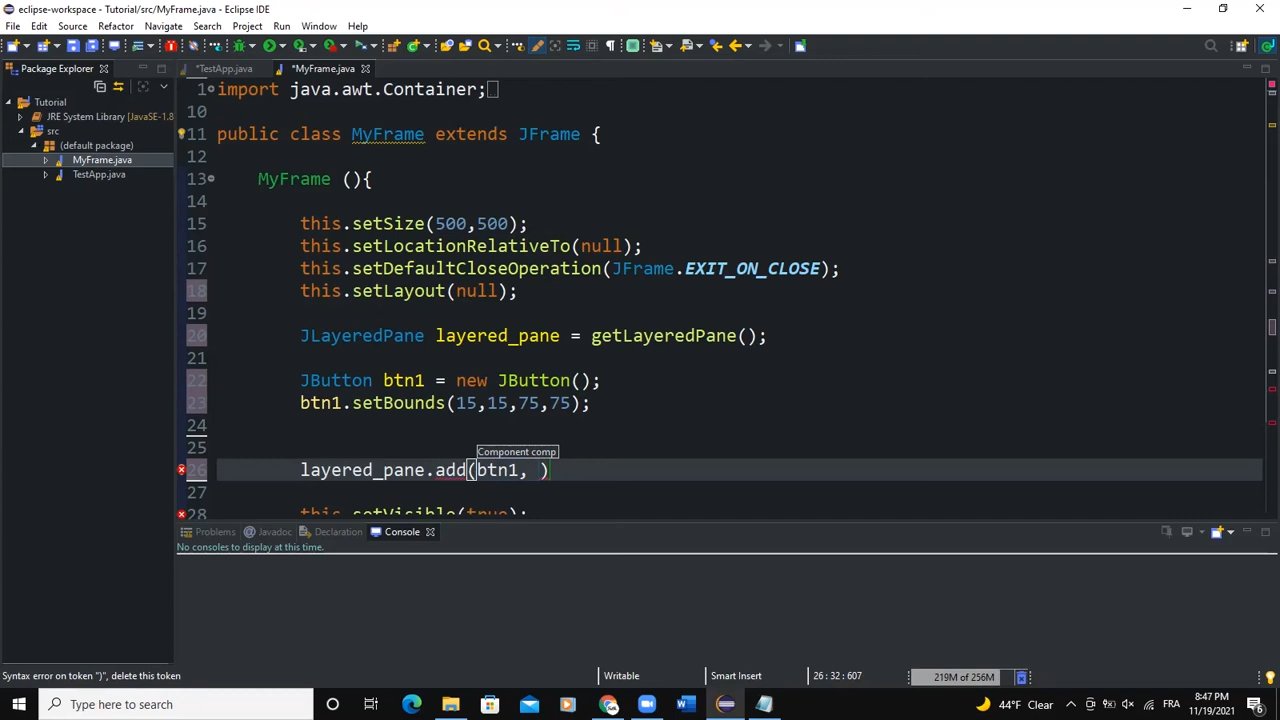 eclipse-workspace - Tutorial/src/MyFrame.java - Eclipse IDE
File Edit Source Refactor Navigate Search Project Run Window Help
Package Explorer
*TestApp.java
*MyFrame.java
Tutorial
JRE System Library [JavaSE-1.8
src
(default package)
MyFrame.java
TestApp.java
1 import java.awt.Container;
10
11 public class MyFrame extends JFrame {
12
13 MyFrame (){
14
15 this.setSize(500,500);
16 this.setLocationRelativeTo(null);
17 this.setDefaultCloseOperation(JFrame.EXIT_ON_CLOSE);
18 this.setLayout(null);
19
20 JLayeredPane layered_pane = getLayeredPane();
21
22 JButton btn1 = new JButton();
23 btn1.setBounds(15,15,75,75);
24
25
Component comp
26 layered_pane.add(btn1, )
27
28 this.setVisible(true);
Problems Javadoc Declaration Console
No consoles to display at this time.
Syntax error on token ")", delete this token
Writable
Smart Insert
26 : 32 : 607
219M of 256M
Type here to search
44°F Clear
FRA
8:47 PM
11/19/2021
6